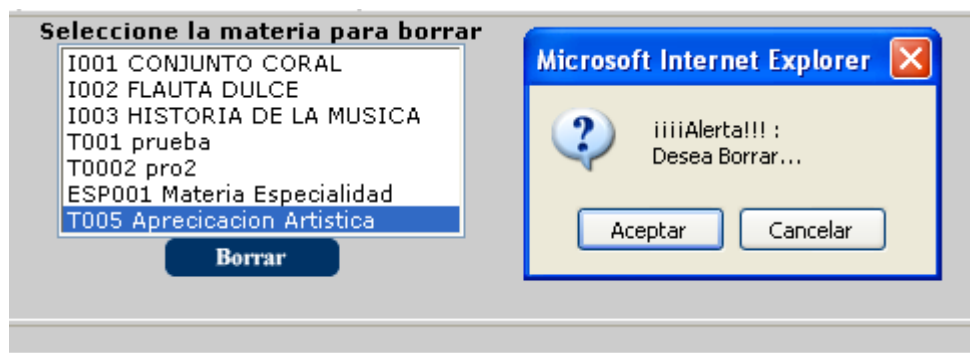 Seleccione la materia para borrar
I001 CONJUNTO CORAL
I002 FLAUTA DULCE
I003 HISTORIA DE LA MUSICA
T001 prueba
T0002 pro2
ESP001 Materia Especialidad
T005 Aprecicacion Artistica
Borrar
Microsoft Internet Explorer
¡¡¡¡Alerta!!! :
Desea Borrar...
Aceptar
Cancelar